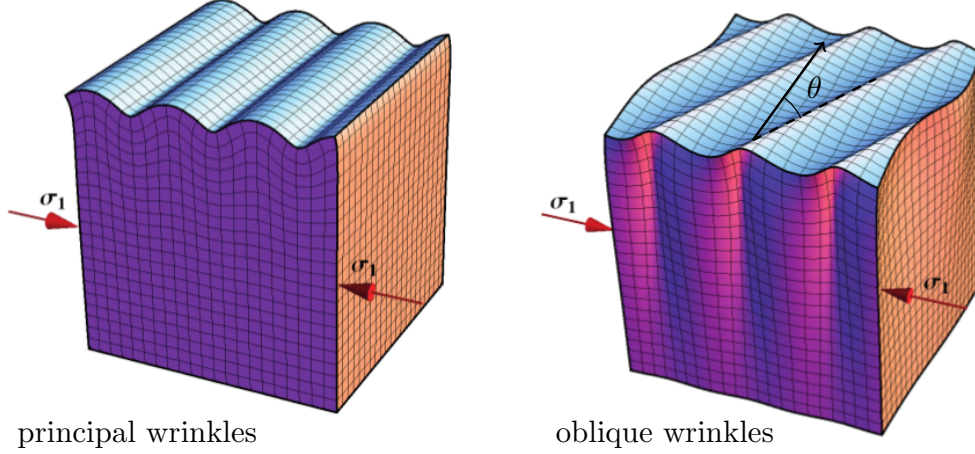 σ₁
σ₁
principal wrinkles
θ
σ₁
σ₁
oblique wrinkles